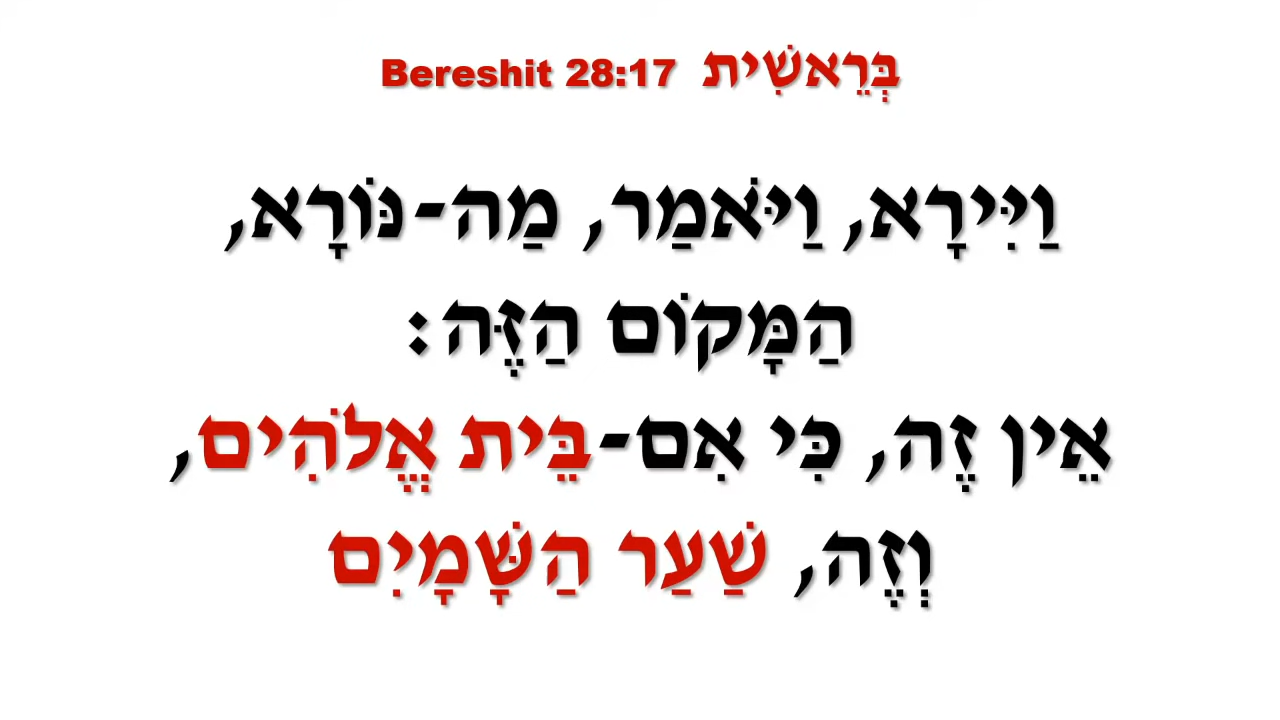 בְּרֵאשִׁית Bereshit 28:17
וַיִּירָא, וַיֹּאמַר, מַה-נּוֹרָא,
הַמָּקוֹם הַזֶּה:
אֵין זֶה, כִּי אִם-בֵּית אֱלֹהִים,
וְזֶה, שַׁעַר הַשָּׁמָיִם